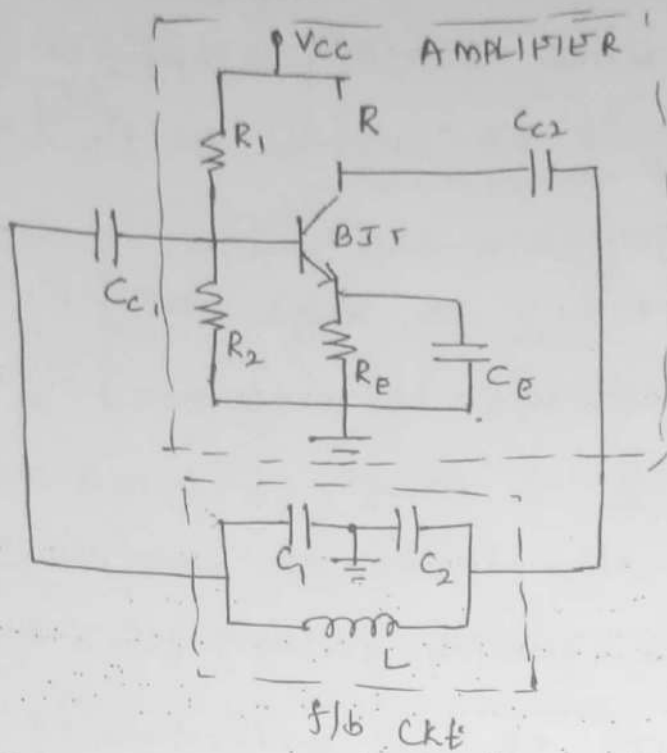 VCC AMPLIFIER
R1 R CC2
BJT
CC1
R2 Re Ce
C1 C2
L
f/b ckt